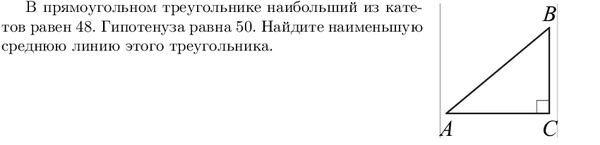 В прямоугольном треугольнике наибольший из кате-
тов равен 48. Гипотенуза равна 50. Найдите наименьшую
среднюю линию этого треугольника.
B
A
C